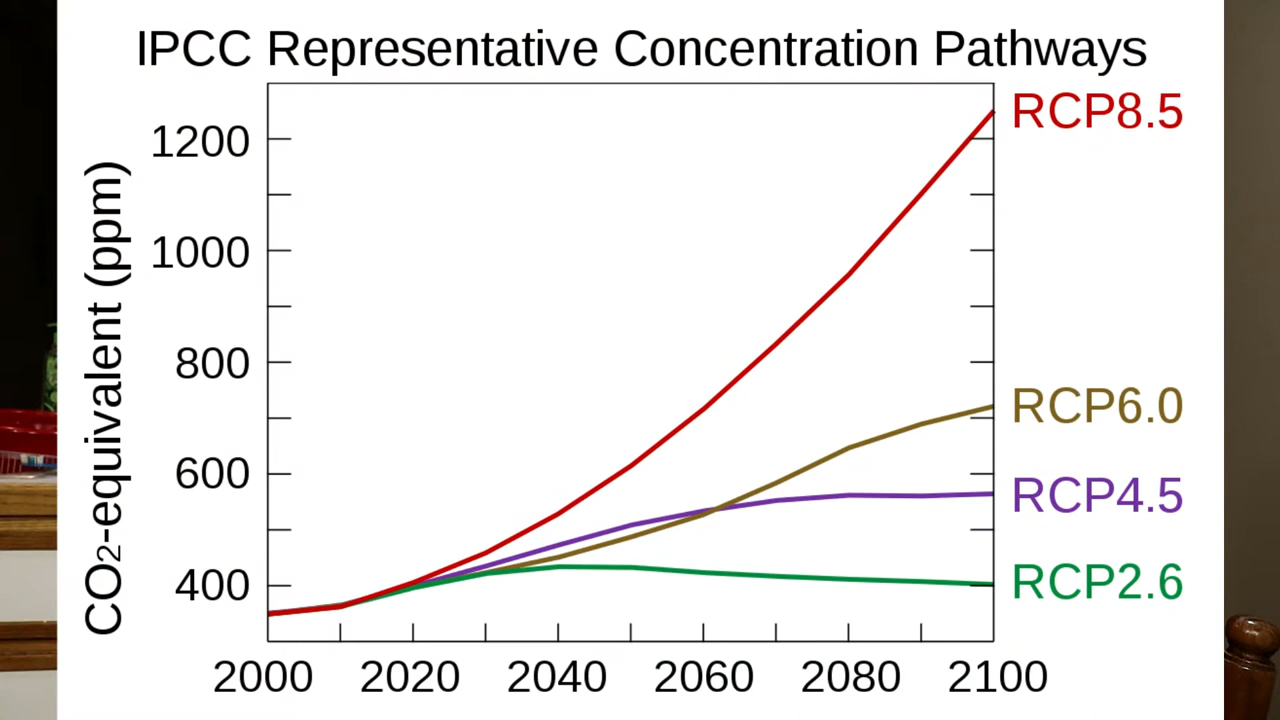 IPCC Representative Concentration Pathways
CO2-equivalent (ppm)
1200
1000
800
600
400
2000 2020 2040 2060 2080 2100
RCP8.5
RCP6.0
RCP4.5
RCP2.6